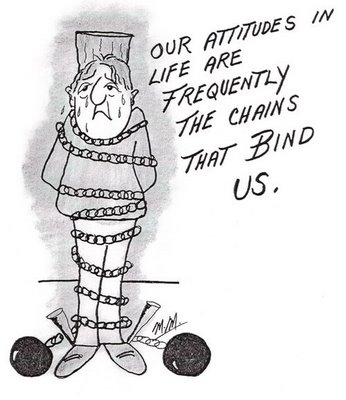 OUR ATTITUDES IN
LIFE ARE
FREQUENTLY
THE CHAINS
THAT BIND
US.
M.M.